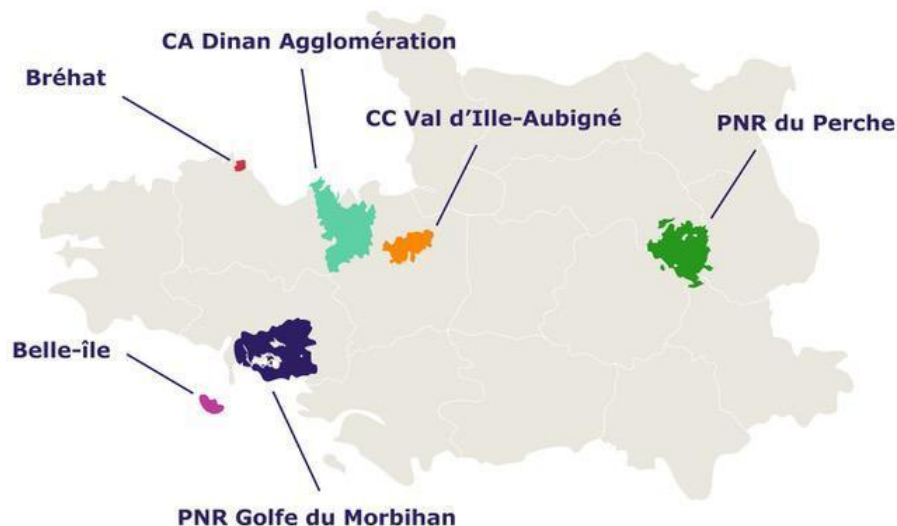 CA Dinan Agglomération
Bréhat
CC Val d'Ille-Aubigné
PNR du Perche
Belle-île
PNR Golfe du Morbihan